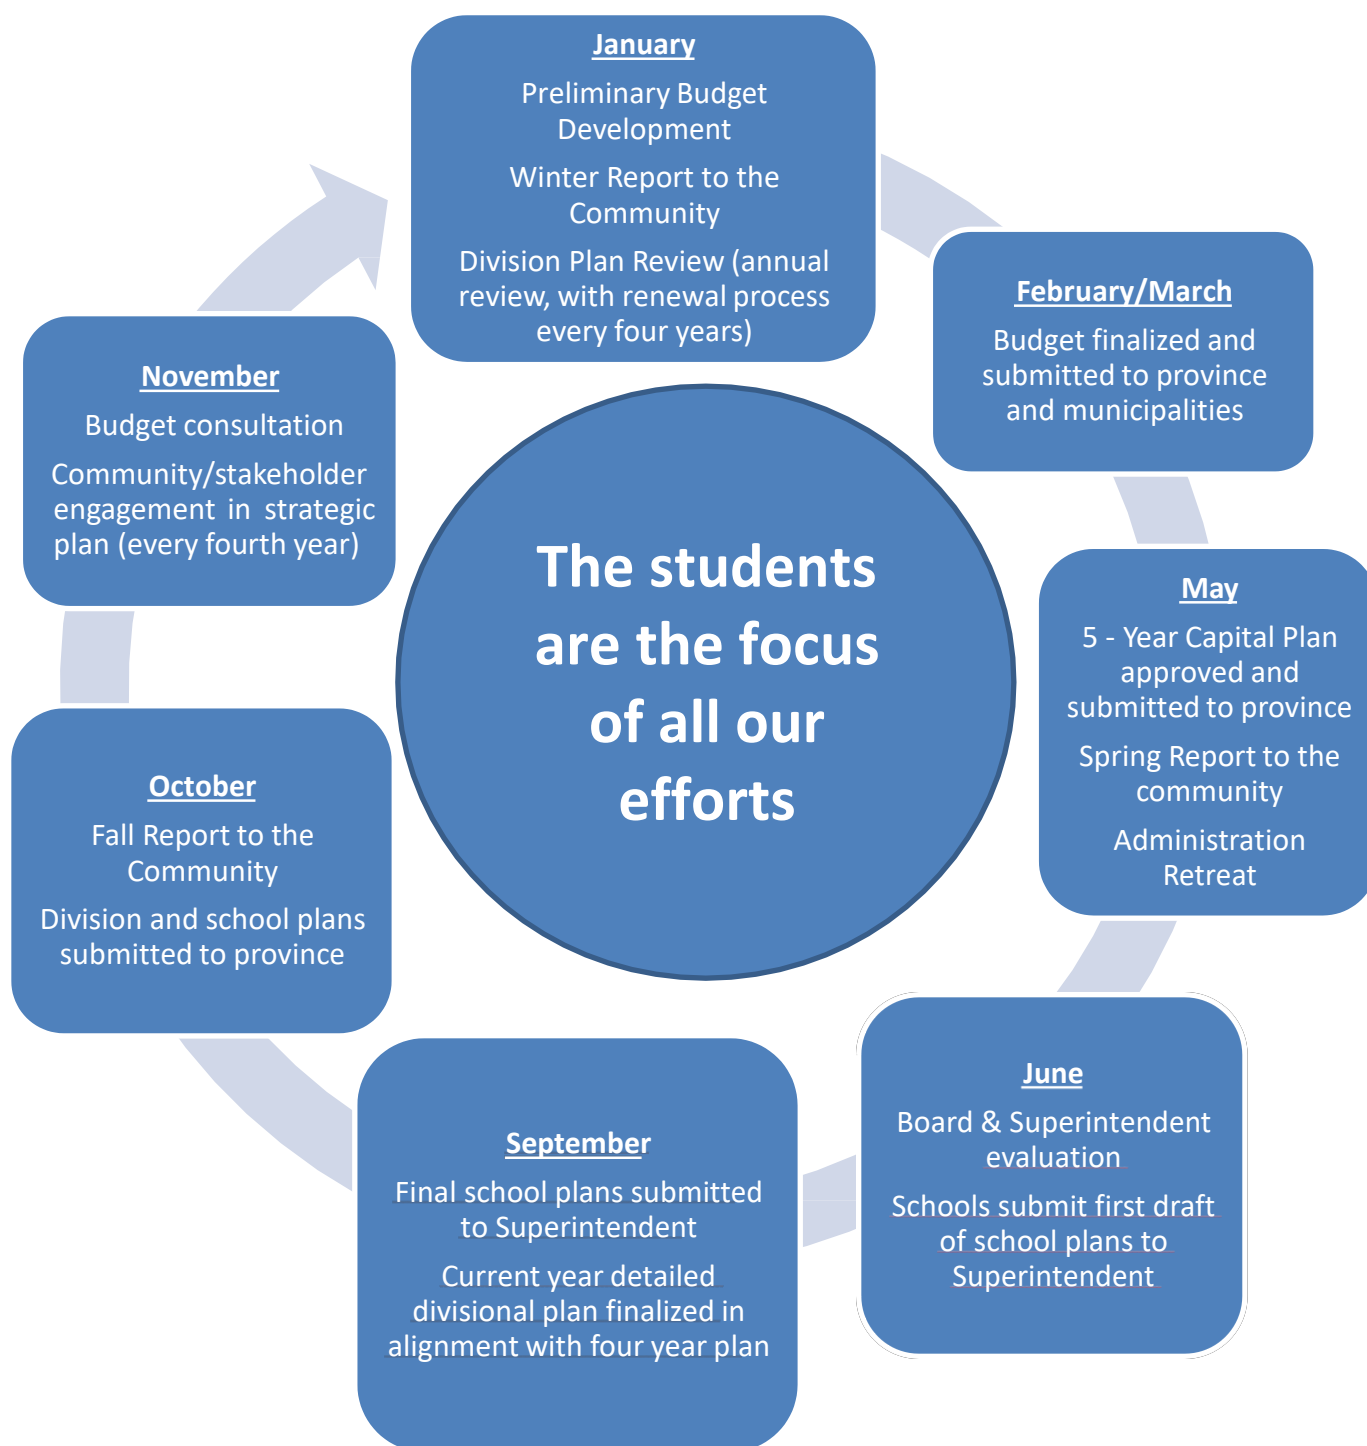 January
Preliminary Budget
Development
Winter Report to the
Community
Division Plan Review (annual
review, with renewal process
every four years)
February/March
Budget finalized and
submitted to province
and municipalities
May
5 - Year Capital Plan
approved and
submitted to province
Spring Report to the
community
Administration
Retreat
June
Board & Superintendent
evaluation
Schools submit first draft
of school plans to
Superintendent
September
Final school plans submitted
to Superintendent
Current year detailed
divisional plan finalized in
alignment with four year plan
October
Fall Report to the
Community
Division and school plans
submitted to province
November
Budget consultation
Community/stakeholder
engagement in strategic
plan (every fourth year)
The students
are the focus
of all our
efforts